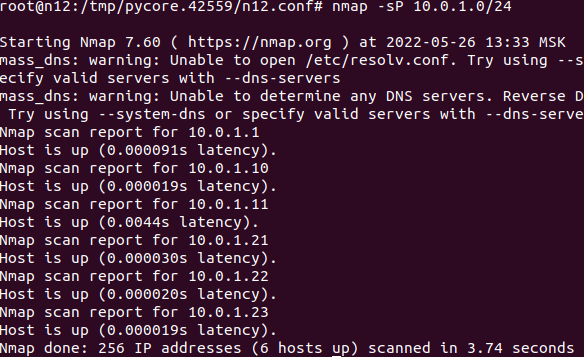 root@n12:/tmp/pycore.42559/n12.conf# nmap -sP 10.0.1.0/24
Starting Nmap 7.60 ( https://nmap.org ) at 2022-05-26 13:33 MSK
mass_dns: warning: Unable to open /etc/resolv.conf. Try using --s
ecify valid servers with --dns-servers
mass_dns: warning: Unable to determine any DNS servers. Reverse D
 Try using --system-dns or specify valid servers with --dns-serve
Nmap scan report for 10.0.1.1
Host is up (0.000091s latency).
Nmap scan report for 10.0.1.10
Host is up (0.000019s latency).
Nmap scan report for 10.0.1.11
Host is up (0.0044s latency).
Nmap scan report for 10.0.1.21
Host is up (0.000030s latency).
Nmap scan report for 10.0.1.22
Host is up (0.000020s latency).
Nmap scan report for 10.0.1.23
Host is up (0.000019s latency).
Nmap done: 256 IP addresses (6 hosts up) scanned in 3.74 seconds